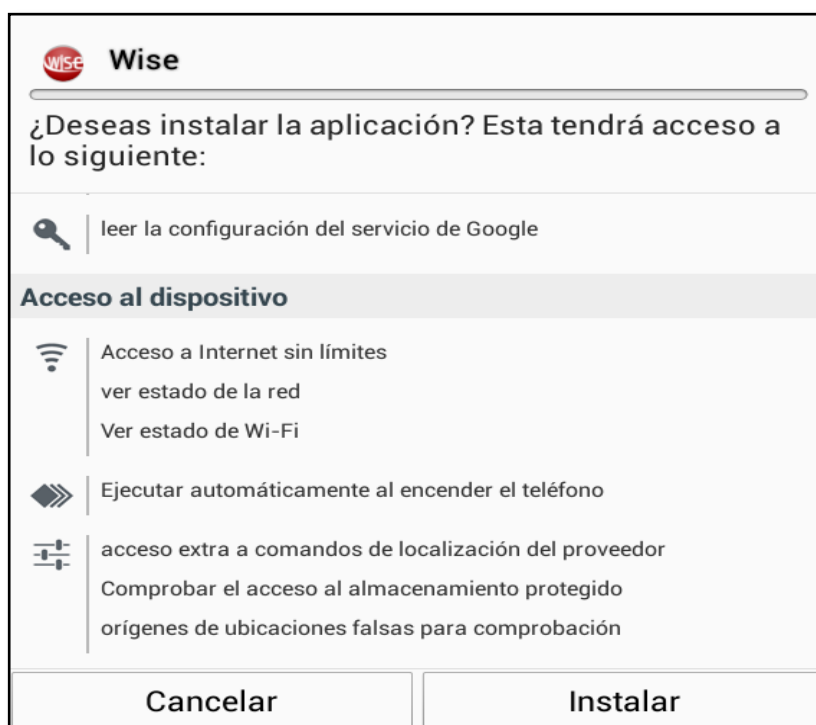 wise Wise
¿Deseas instalar la aplicación? Esta tendrá acceso a
lo siguiente:
leer la configuración del servicio de Google
Acceso al dispositivo
Acceso a Internet sin límites
ver estado de la red
Ver estado de Wi-Fi
Ejecutar automáticamente al encender el teléfono
acceso extra a comandos de localización del proveedor
Comprobar el acceso al almacenamiento protegido
orígenes de ubicaciones falsas para comprobación
Cancelar Instalar